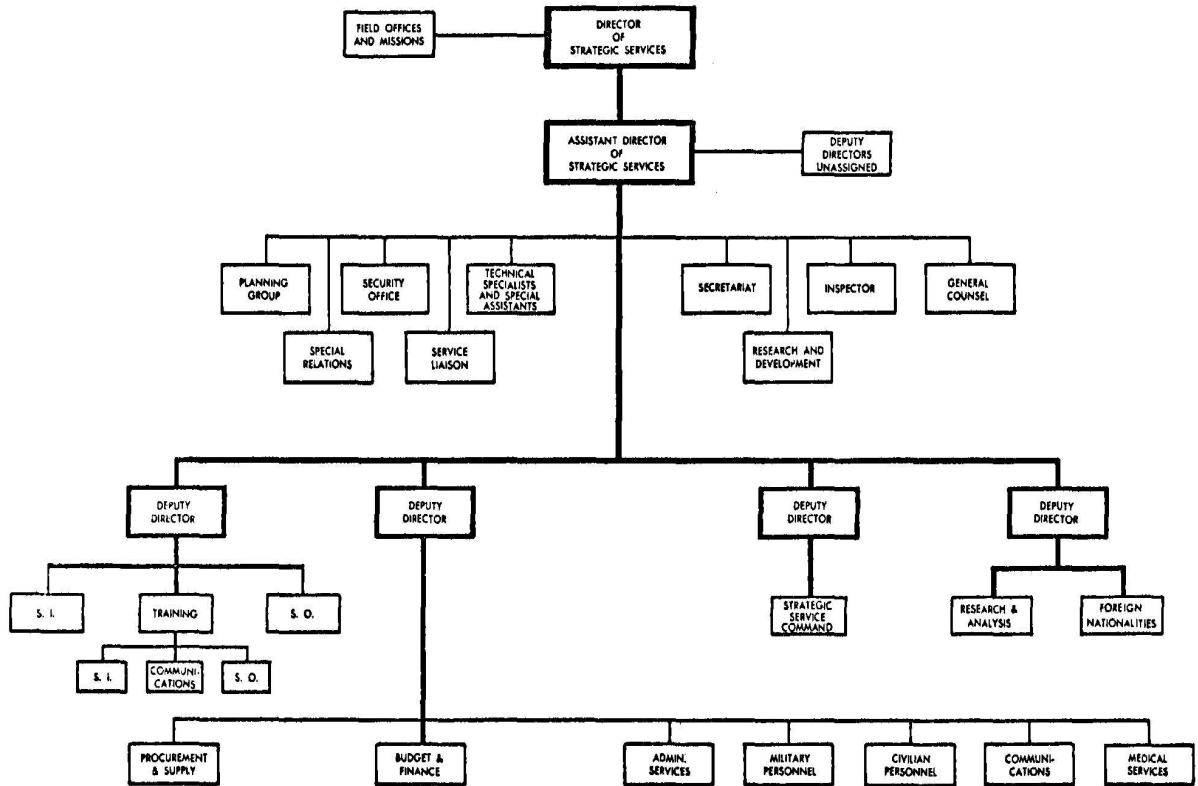 FIELD OFFICES
AND MISSIONS
DIRECTOR
OF
STRATEGIC SERVICES
ASSISTANT DIRECTOR
OF
STRATEGIC SERVICES
DEPUTY
DIRECTORS
UNASSIGNED
PLANNING
GROUP
SECURITY
OFFICE
TECHNICAL
SPECIALISTS
AND SPECIAL
ASSISTANTS
SECRETARIAT
INSPECTOR
GENERAL
COUNSEL
SPECIAL
RELATIONS
SERVICE
LIAISON
RESEARCH AND
DEVELOPMENT
DEPUTY
DIRECTOR
DEPUTY
DIRECTOR
DEPUTY
DIRECTOR
DEPUTY
DIRECTOR
S. I.
TRAINING
S. O.
STRATEGIC
SERVICE
COMMAND
RESEARCH &
ANALYSIS
FOREIGN
NATIONALITIES
S. I.
COMMUNI-
CATIONS
S. O.
PROCUREMENT
& SUPPLY
BUDGET &
FINANCE
ADMIN.
SERVICES
MILITARY
PERSONNEL
CIVILIAN
PERSONNEL
COMMUNI-
CATIONS
MEDICAL
SERVICES